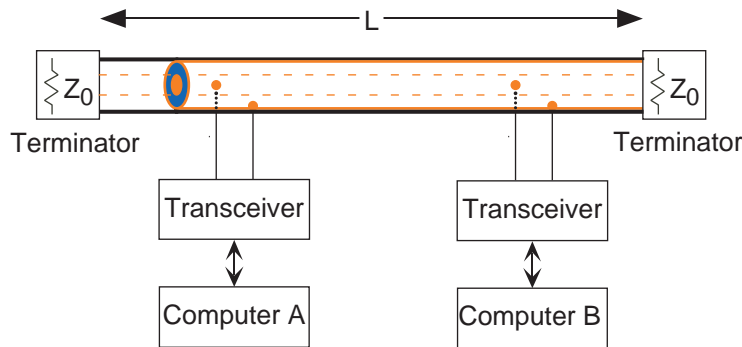 L
Z0 Z0
Terminator Terminator
Transceiver Transceiver
Computer A Computer B